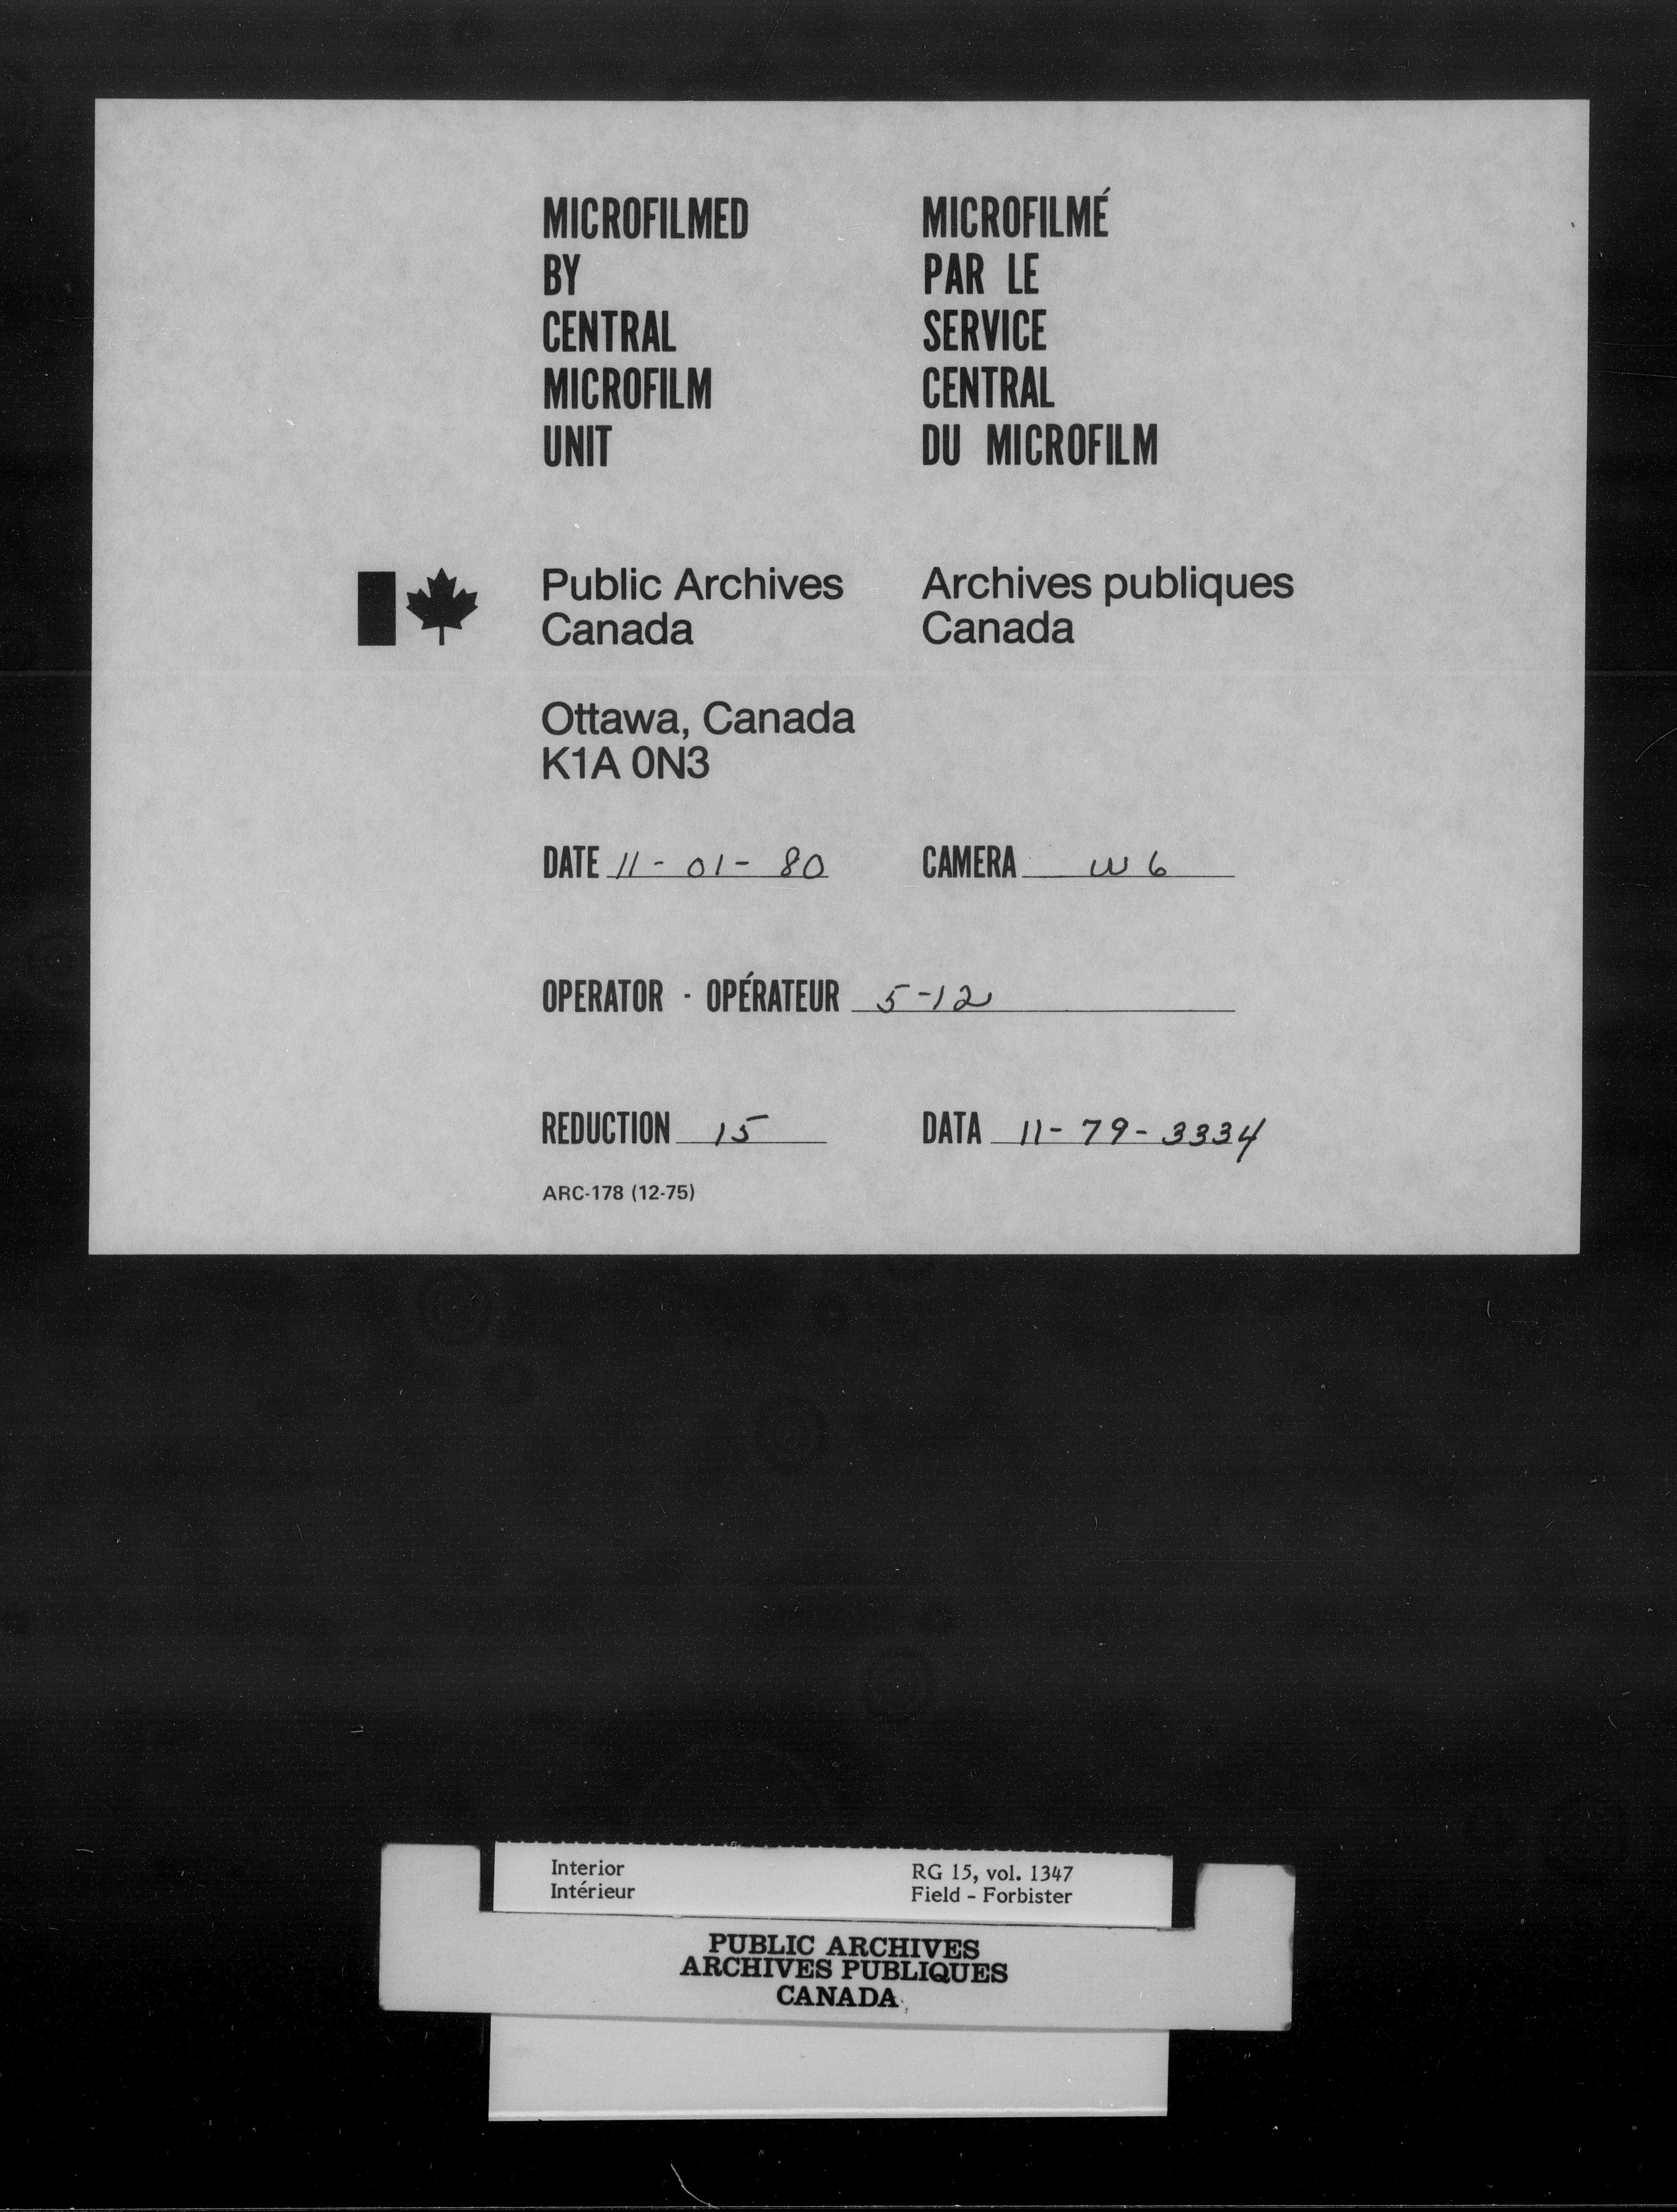 MICROFILMED
BY
CENTRAL
MICROFILM
UNIT
MICROFILMÉ
PAR LE
SERVICE
CENTRAL
DU MICROFILM
Public Archives
Canada
Archives publiques
Canada
Ottawa, Canada
K1A 0N3
DATE 11 - 01 - 80
CAMERA W 6
OPERATOR - OPÉRATEUR 5-12
REDUCTION 15
DATA 11-79-3334
ARC-178 (12-75)
Interior
Intérieur
RG 15, vol. 1347
Field - Forbister
PUBLIC ARCHIVES
ARCHIVES PUBLIQUES
CANADA